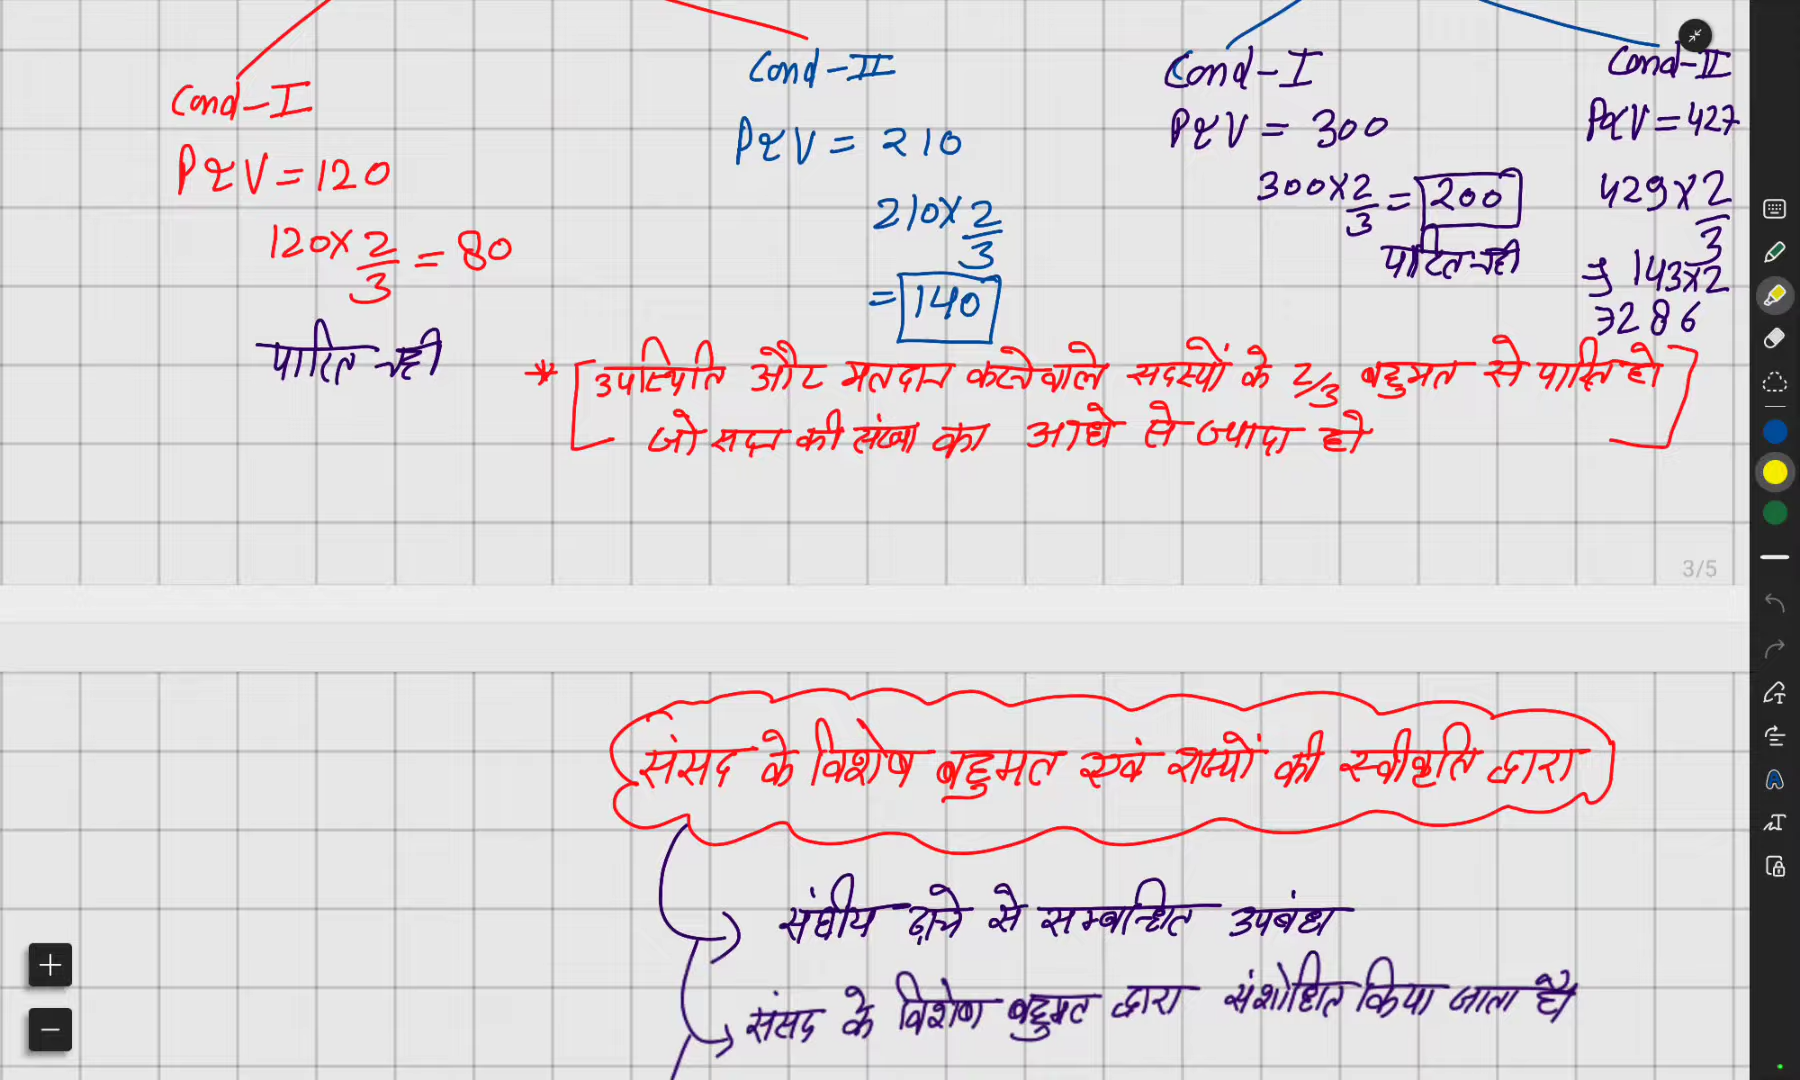 Cond-I
P&V = 120
120 × 2/3 = 80
पारित नही
Cond-II
P&V = 210
210 × 2/3
= 140
Cond-I
P&V = 300
300 × 2/3 = 200
पारित नही
Cond-II
P&V = 427
429 × 2/3
⇒ 143 × 2
286
* [उपस्थिति और मतदान करने वाले सदस्यों के 2/3 बहुमत से पारित हो
जो सदन की संख्या का आधे से ज्यादा हो]
3/5
संसद के विशेष बहुमत एवं राज्यों की स्वीकृति द्वारा
संघीय ढ़ाचे से सम्बन्धित उपबंध
संसद के विशेष बहुमत द्वारा संशोधित किया जाता है